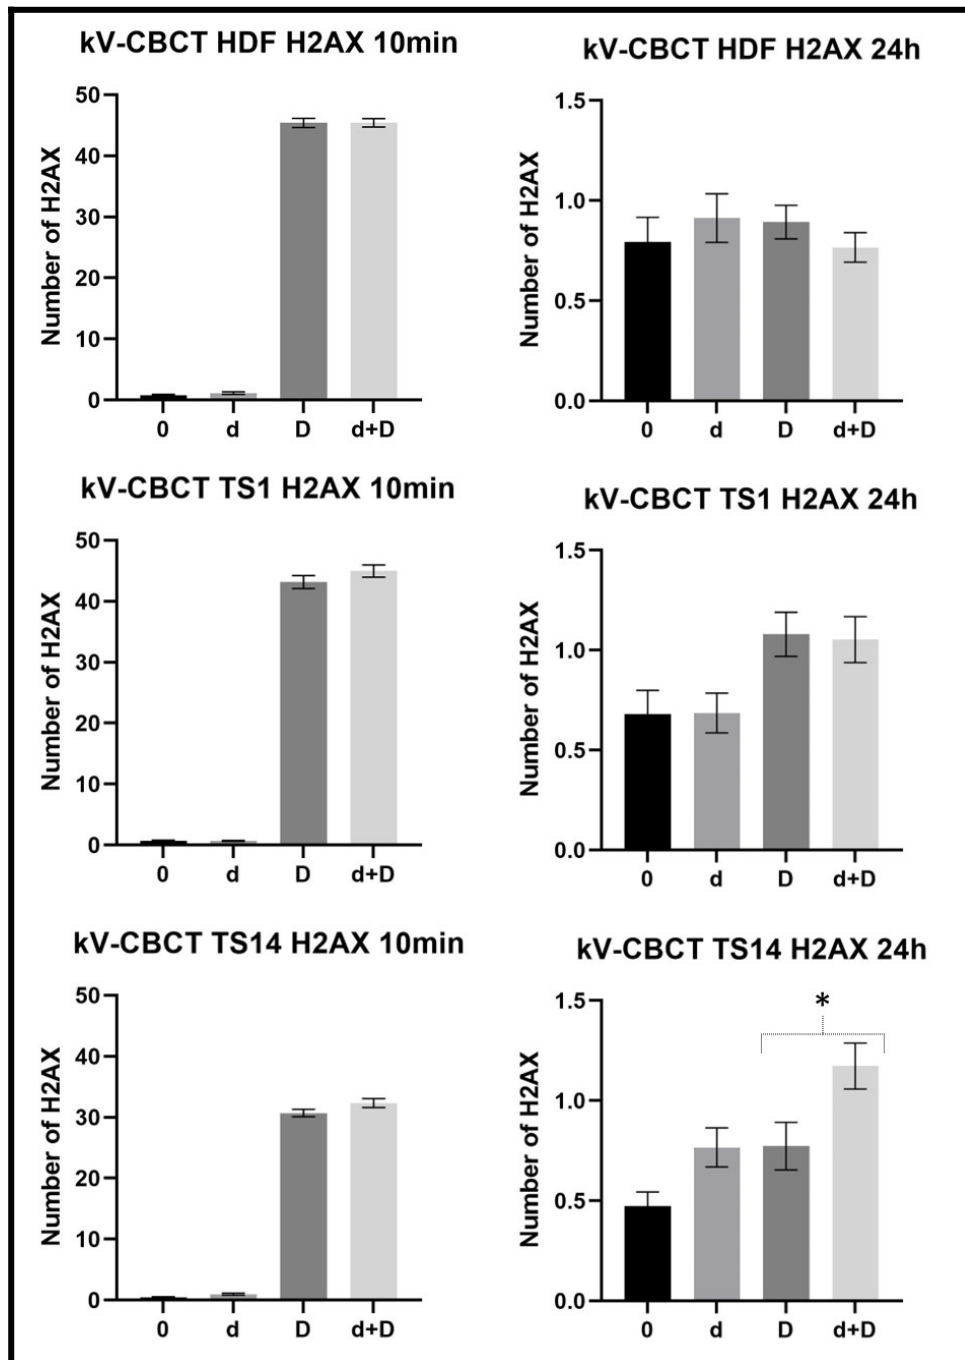 kV-CBCT HDF H2AX 10min
50
40
30
20
10
0
Number of H2AX
0 d D d+D
kV-CBCT HDF H2AX 24h
1.5
1.0
0.5
0.0
Number of H2AX
0 d D d+D
kV-CBCT TS1 H2AX 10min
50
40
30
20
10
0
Number of H2AX
0 d D d+D
kV-CBCT TS1 H2AX 24h
1.5
1.0
0.5
0.0
Number of H2AX
0 d D d+D
kV-CBCT TS14 H2AX 10min
50
40
30
20
10
0
Number of H2AX
0 d D d+D
kV-CBCT TS14 H2AX 24h
*
1.5
1.0
0.5
0.0
Number of H2AX
0 d D d+D